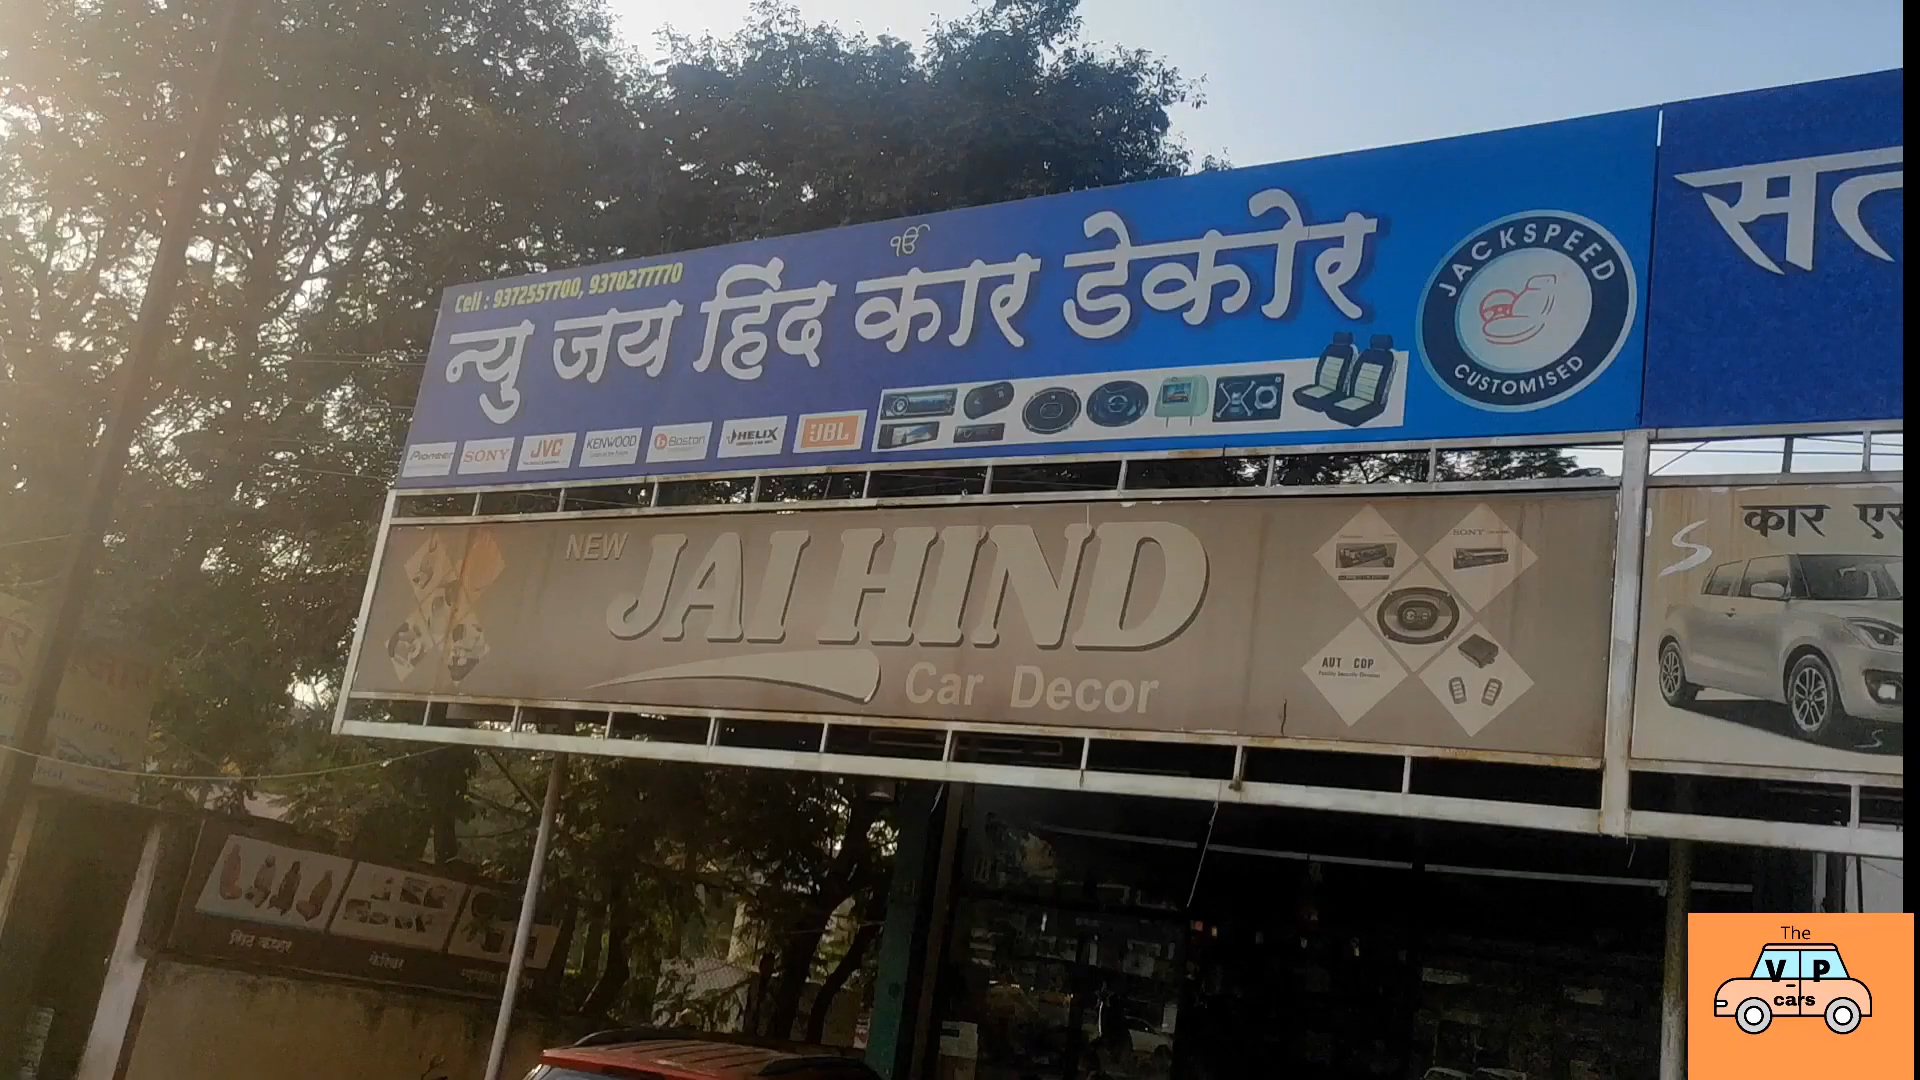 ੴ
Cell : 9372557700, 9370277770
न्यु जय हिंद कार डेकोर
JACKSPEED
CUSTOMISED
Pioneer
SONY
JVC
KENWOOD
Boston
HELIX
JBL
NEW
JAI HIND
Car Decor
SONY
AUT COP
कार
The
V_P
cars